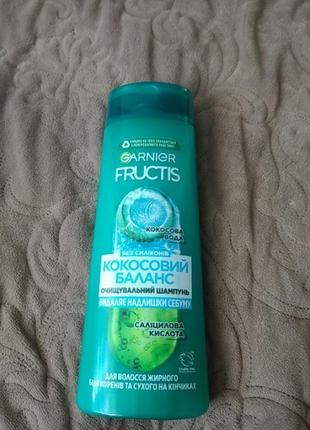 GARNIER
FRUCTIS
КОКОСОВА
ВОДА
БЕЗ СИЛІКОНІВ
КОКОСОВИЙ
БАЛАНС
ОЧИЩУВАЛЬНИЙ ШАМПУНЬ
ВИДАЛЯЄ НАДЛИШКИ СЕБУМУ
САЛІЦИЛОВА
КИСЛОТА
ДЛЯ ВОЛОССЯ ЖИРНОГО
БІЛЯ КОРЕНІВ ТА СУХОГО НА КІНЧИКАХ